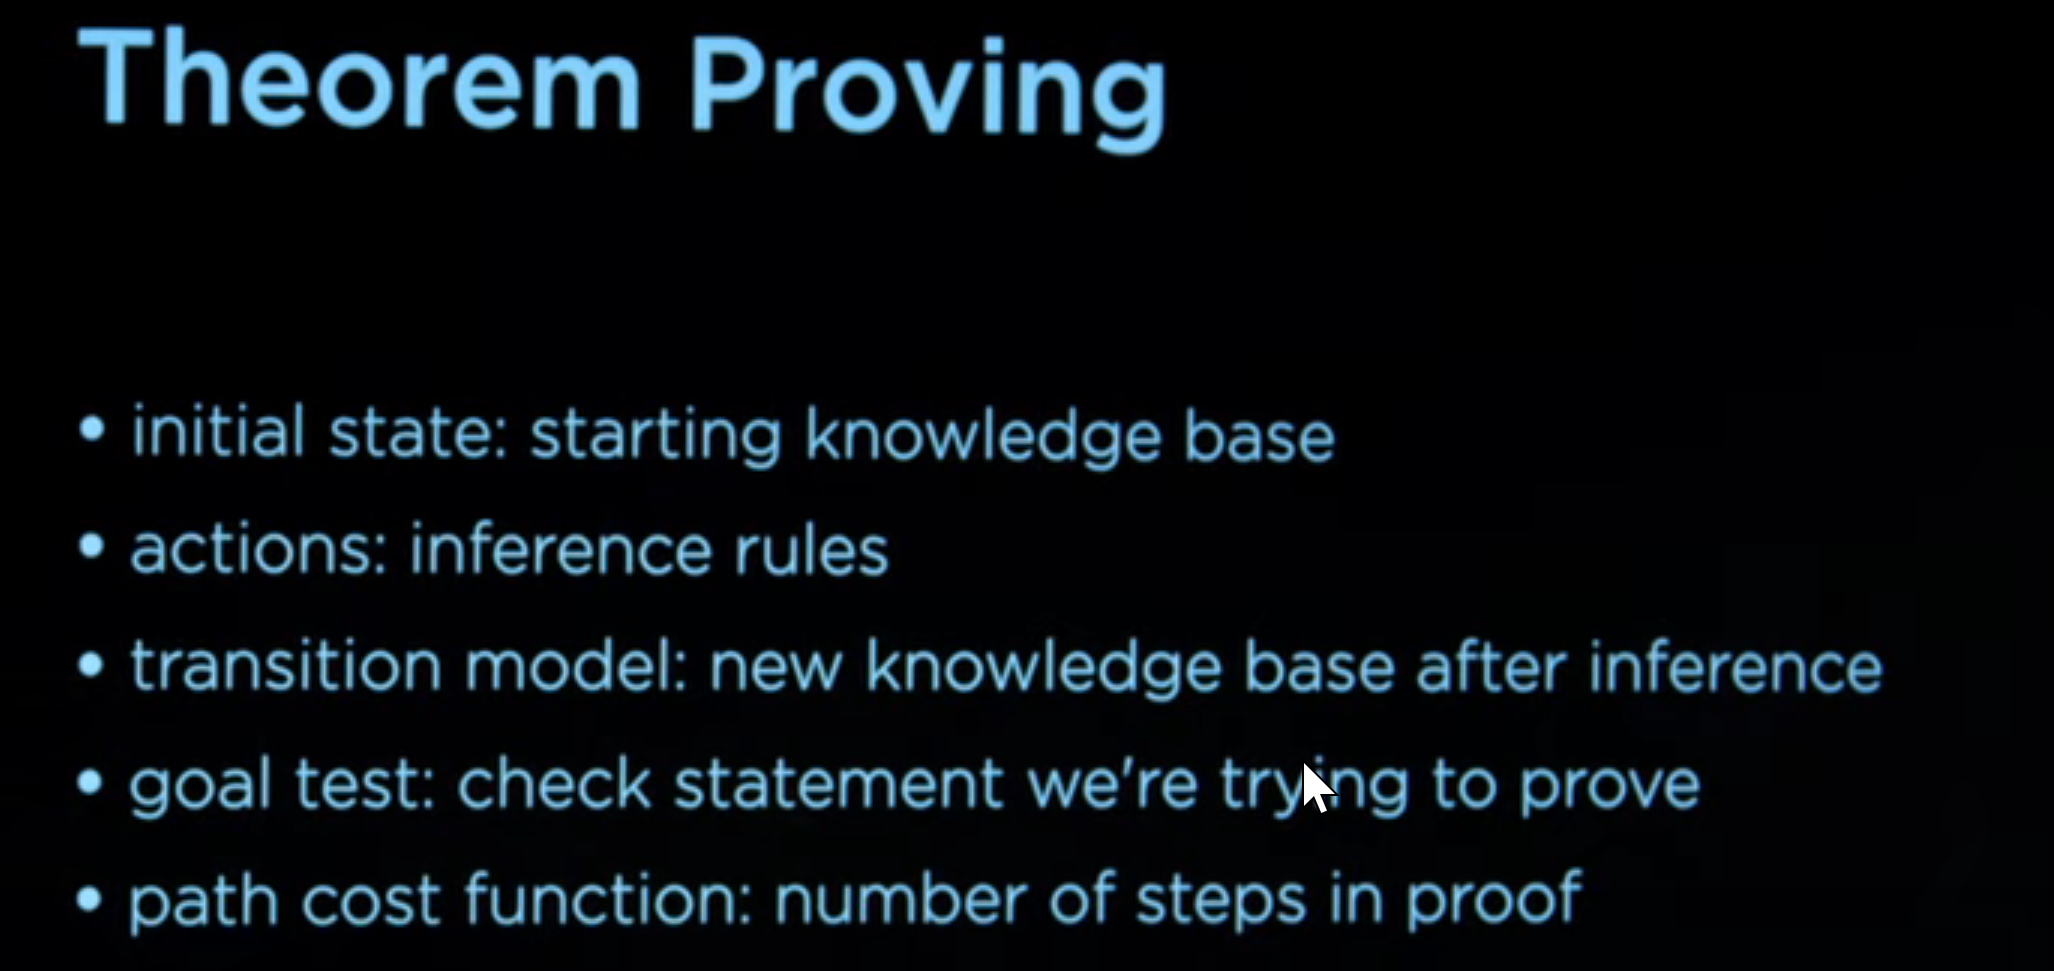 Theorem Proving
• initial state: starting knowledge base
• actions: inference rules
• transition model: new knowledge base after inference
• goal test: check statement we're trying to prove
• path cost function: number of steps in proof